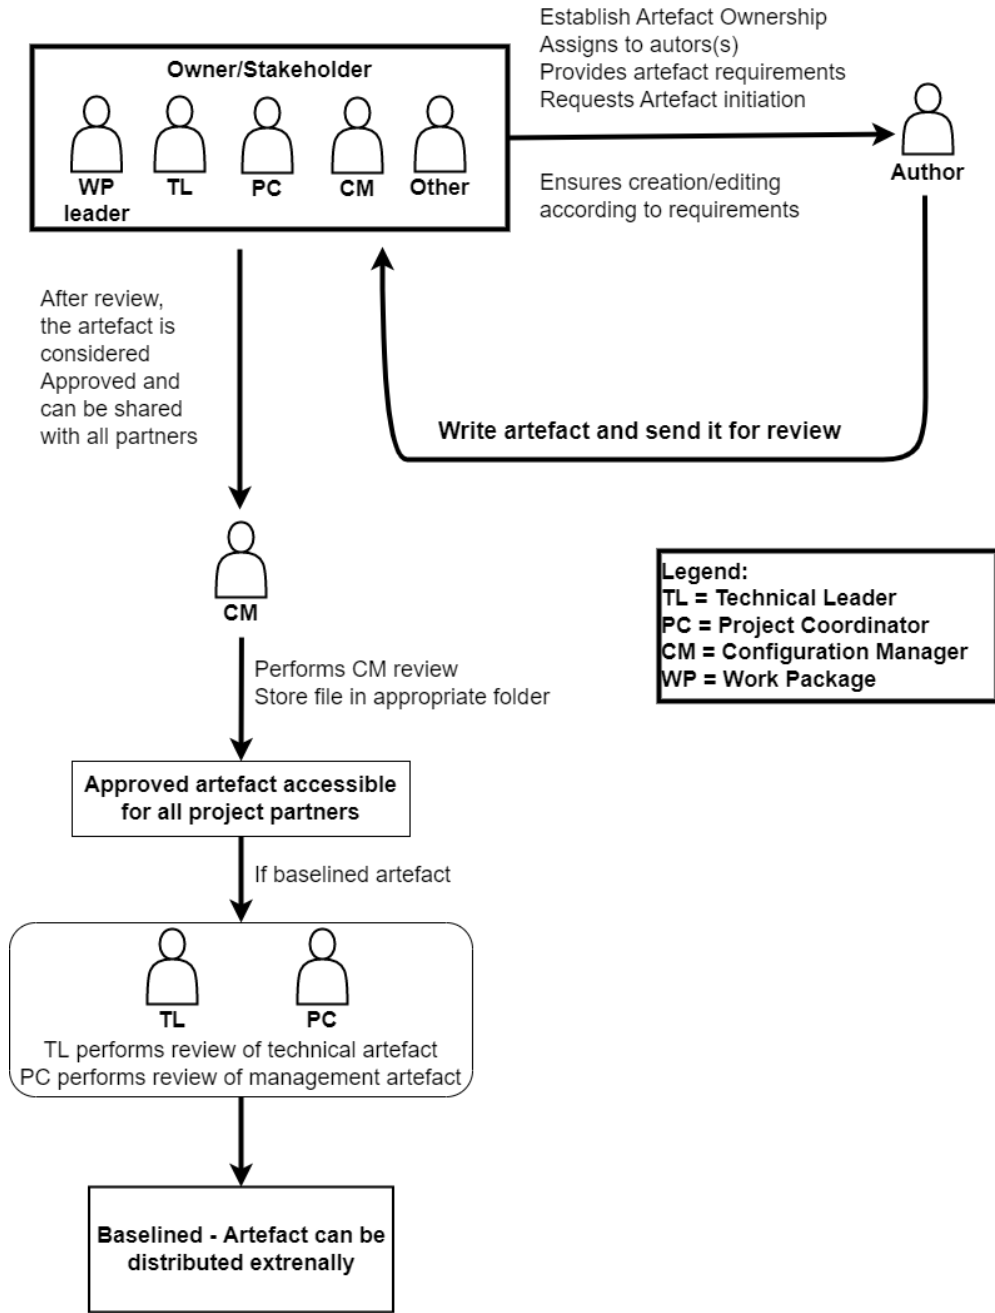 Establish Artefact Ownership
Assigns to autors(s)
Provides artefact requirements
Requests Artefact initiation
Owner/Stakeholder
WP
leader
TL
PC
CM
Other
Author
Ensures creation/editing
according to requirements
After review,
the artefact is
considered
Approved and
can be shared
with all partners
Write artefact and send it for review
CM
Legend:
TL = Technical Leader
PC = Project Coordinator
CM = Configuration Manager
WP = Work Package
Performs CM review
Store file in appropriate folder
Approved artefact accessible
for all project partners
If baselined artefact
TL
PC
TL performs review of technical artefact
PC performs review of management artefact
Baselined - Artefact can be
distributed extrenally